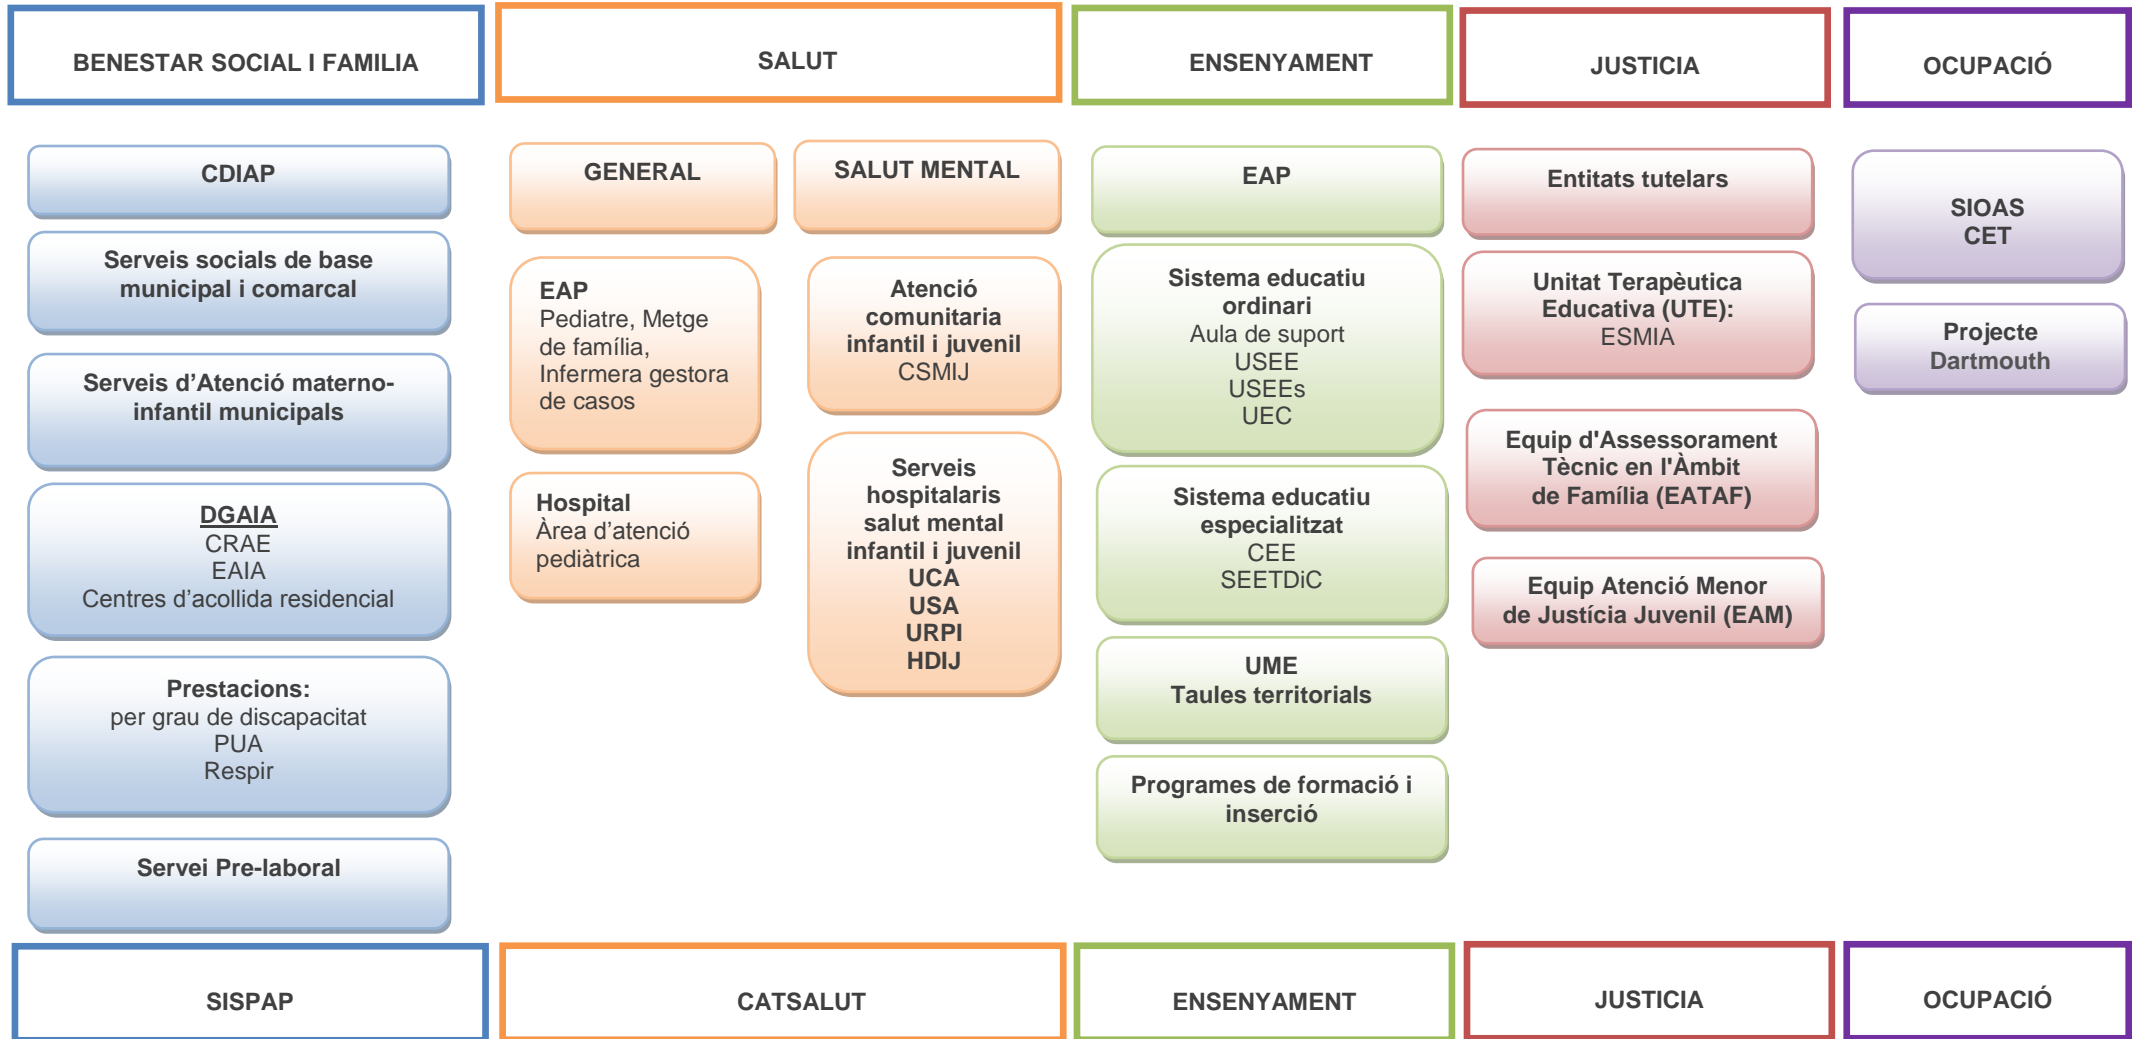 BENESTAR SOCIAL I FAMILIA
SALUT
ENSENYAMENT
JUSTICIA
OCUPACIÓ
CDIAP
Serveis socials de base
municipal i comarcal
Serveis d’Atenció materno-
infantil municipals
DGAIA
CRAE
EAIA
Centres d’acollida residencial
Prestacions:
per grau de discapacitat
PUA
Respir
Servei Pre-laboral
GENERAL
EAP
Pediatre, Metge
de família,
Infermera gestora
de casos
Hospital
Àrea d’atenció
pediàtrica
SALUT MENTAL
Atenció
comunitaria
infantil i juvenil
CSMIJ
Serveis
hospitalaris
salut mental
infantil i juvenil
UCA
USA
URPI
HDIJ
EAP
Sistema educatiu
ordinari
Aula de suport
USEE
USEEs
UEC
Sistema educatiu
especialitzat
CEE
SEETDiC
UME
Taules territorials
Programes de formació i
inserció
Entitats tutelars
Unitat Terapèutica
Educativa (UTE):
ESMIA
Equip d'Assessorament
Tècnic en l'Àmbit
de Família (EATAF)
Equip Atenció Menor
de Justícia Juvenil (EAM)
SIOAS
CET
Projecte
Dartmouth
SISPAP
CATSALUT
ENSENYAMENT
JUSTICIA
OCUPACIÓ